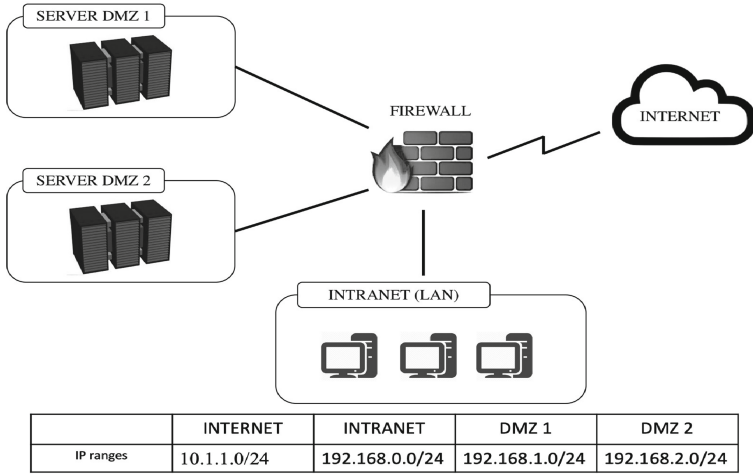 SERVER DMZ 1
FIREWALL
INTERNET
SERVER DMZ 2
INTRANET (LAN)
INTERNET INTRANET DMZ 1 DMZ 2
IP ranges 10.1.1.0/24 192.168.0.0/24 192.168.1.0/24 192.168.2.0/24